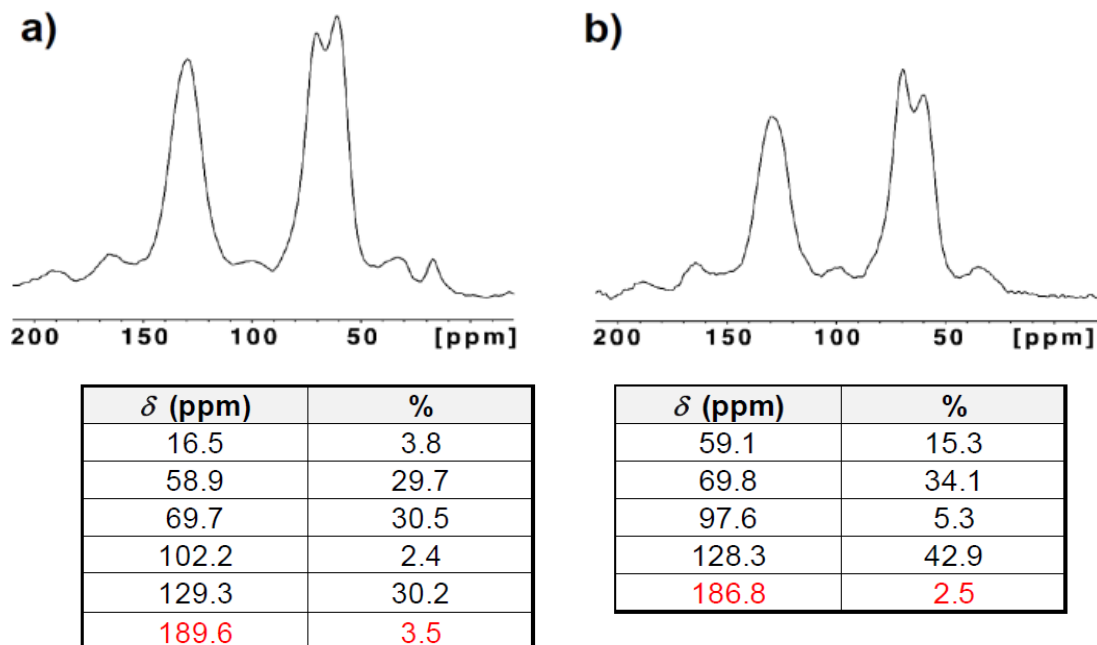 a)
200 150 100 50 [ppm]
δ (ppm) %
16.5 3.8
58.9 29.7
69.7 30.5
102.2 2.4
129.3 30.2
189.6 3.5
b)
200 150 100 50 [ppm]
δ (ppm) %
59.1 15.3
69.8 34.1
97.6 5.3
128.3 42.9
186.8 2.5